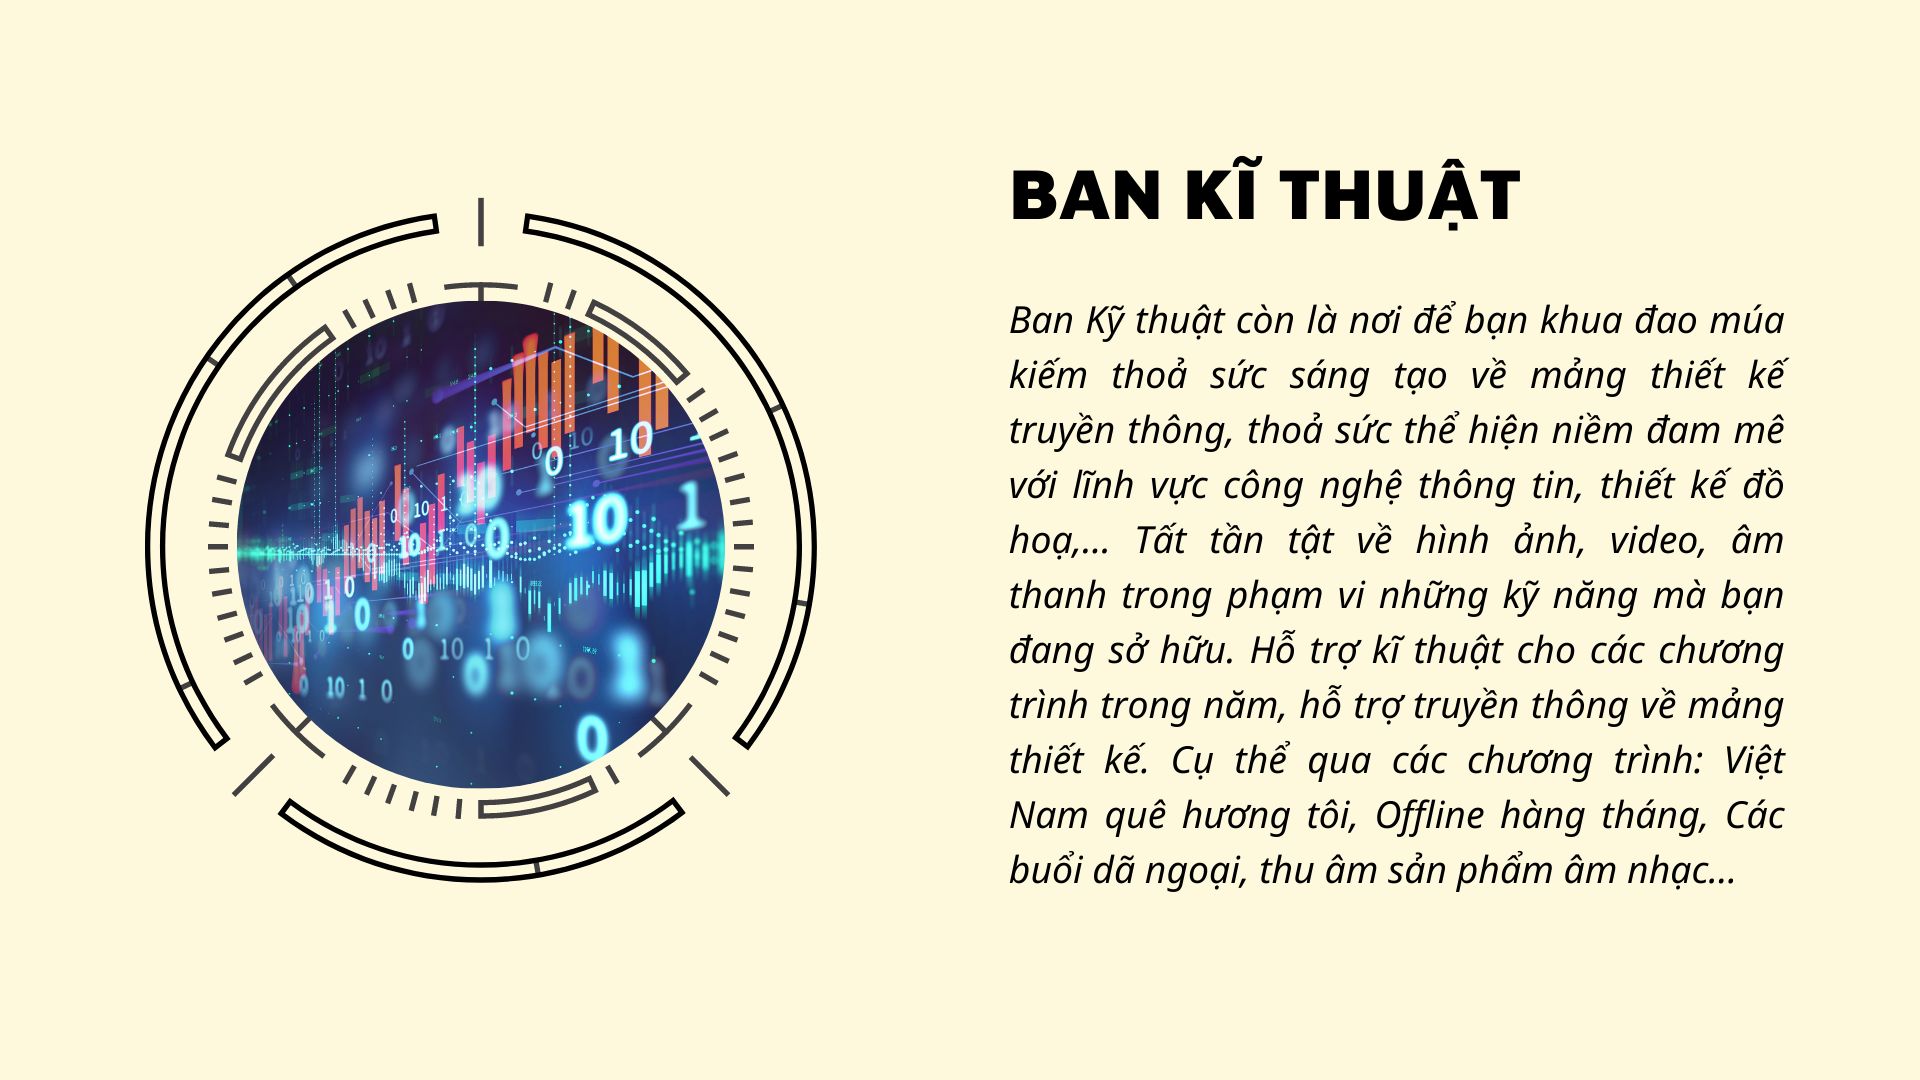 BAN KĨ THUẬT
Ban Kỹ thuật còn là nơi để bạn khua đao múa
kiếm thoả sức sáng tạo về mảng thiết kế
truyền thông, thoả sức thể hiện niềm đam mê
với lĩnh vực công nghệ thông tin, thiết kế đồ
hoạ,... Tất tần tật về hình ảnh, video, âm
thanh trong phạm vi những kỹ năng mà bạn
đang sở hữu. Hỗ trợ kĩ thuật cho các chương
trình trong năm, hỗ trợ truyền thông về mảng
thiết kế. Cụ thể qua các chương trình: Việt
Nam quê hương tôi, Offline hàng tháng, Các
buổi dã ngoại, thu âm sản phẩm âm nhạc...